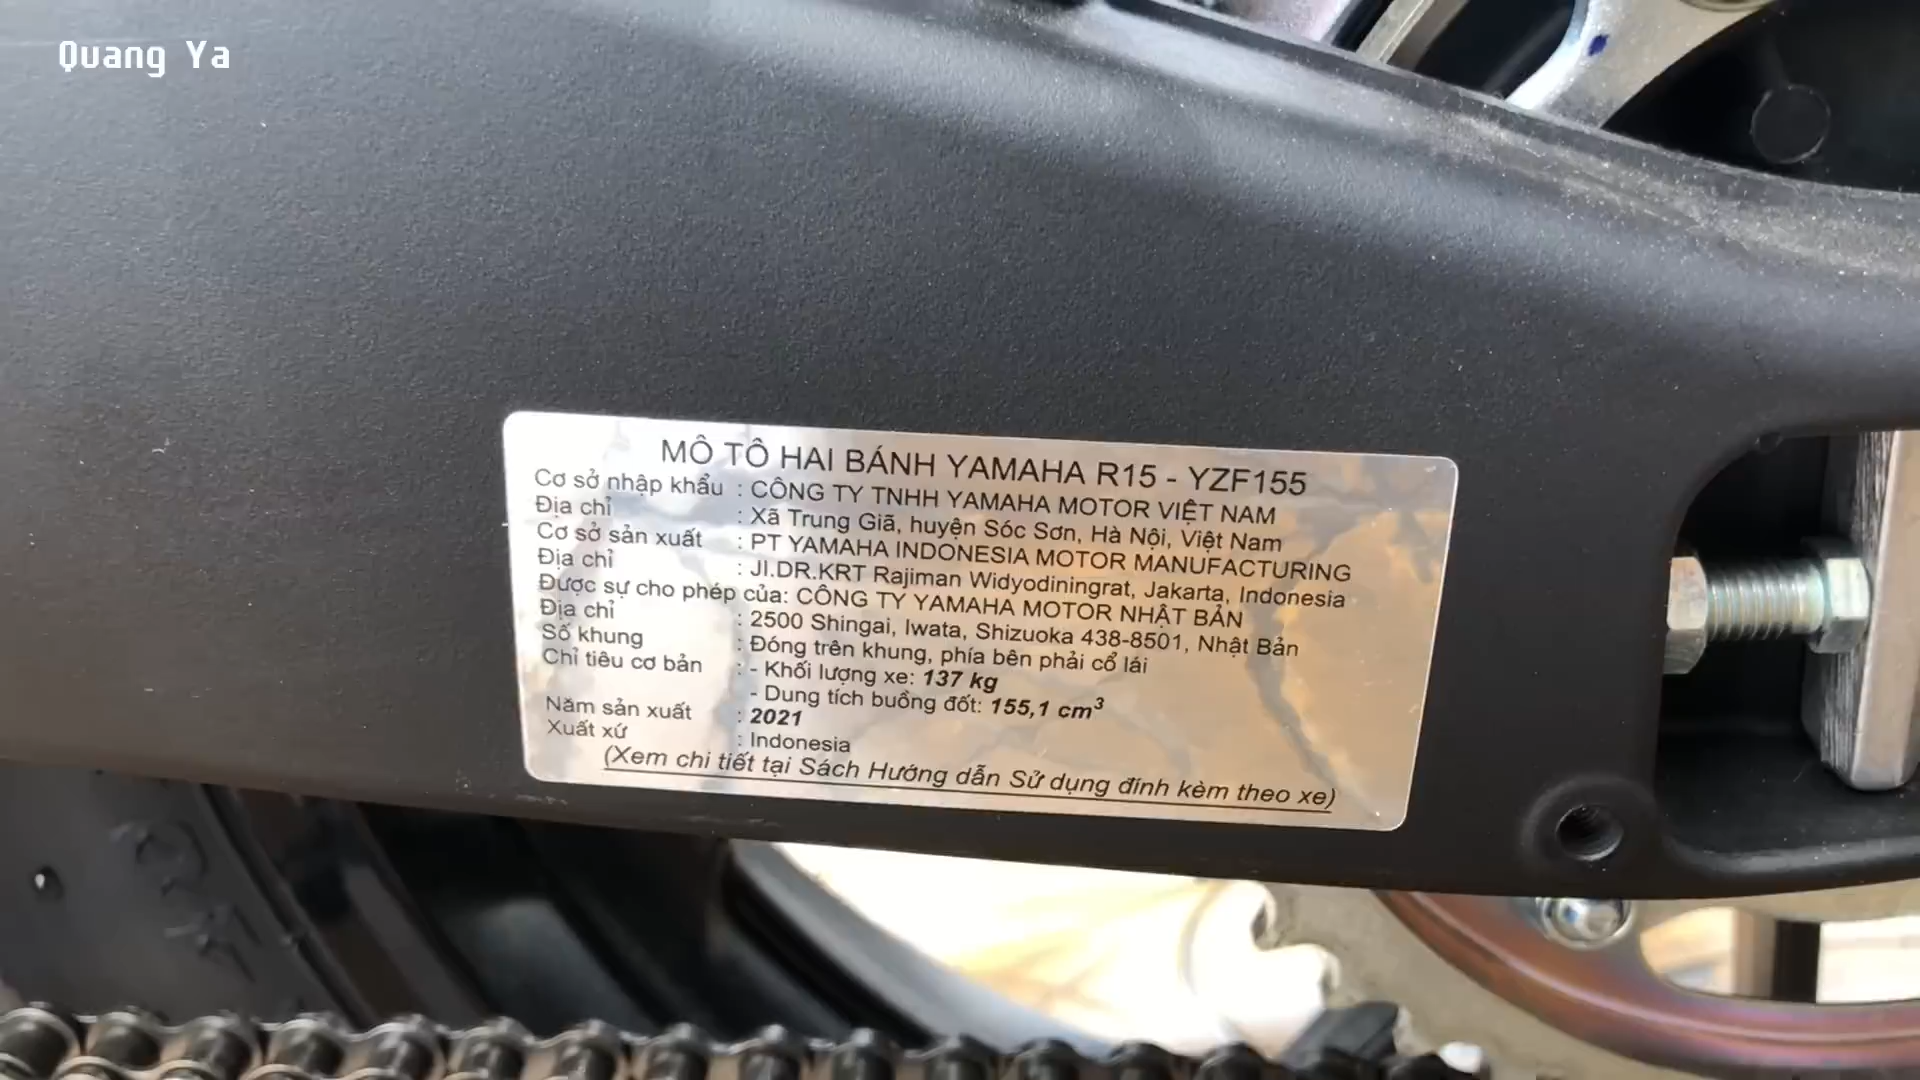 Quang Ya
MÔ TÔ HAI BÁNH YAMAHA R15 - YZF155
Cơ sở nhập khẩu : CÔNG TY TNHH YAMAHA MOTOR VIỆT NAM
Địa chỉ : Xã Trung Giã, huyện Sóc Sơn, Hà Nội, Việt Nam
Cơ sở sản xuất : PT YAMAHA INDONESIA MOTOR MANUFACTURING
Địa chỉ : JI.DR.KRT Rajiman Widyodiningrat, Jakarta, Indonesia
Được sự cho phép của: CÔNG TY YAMAHA MOTOR NHẬT BẢN
Địa chỉ : 2500 Shingai, Iwata, Shizuoka 438-8501, Nhật Bản
Số khung : Đóng trên khung, phía bên phải cổ lái
Chỉ tiêu cơ bản : - Khối lượng xe: 137 kg
- Dung tích buồng đốt: 155,1 cm³
Năm sản xuất : 2021
Xuất xứ : Indonesia
(Xem chi tiết tại Sách Hướng dẫn Sử dụng đính kèm theo xe)